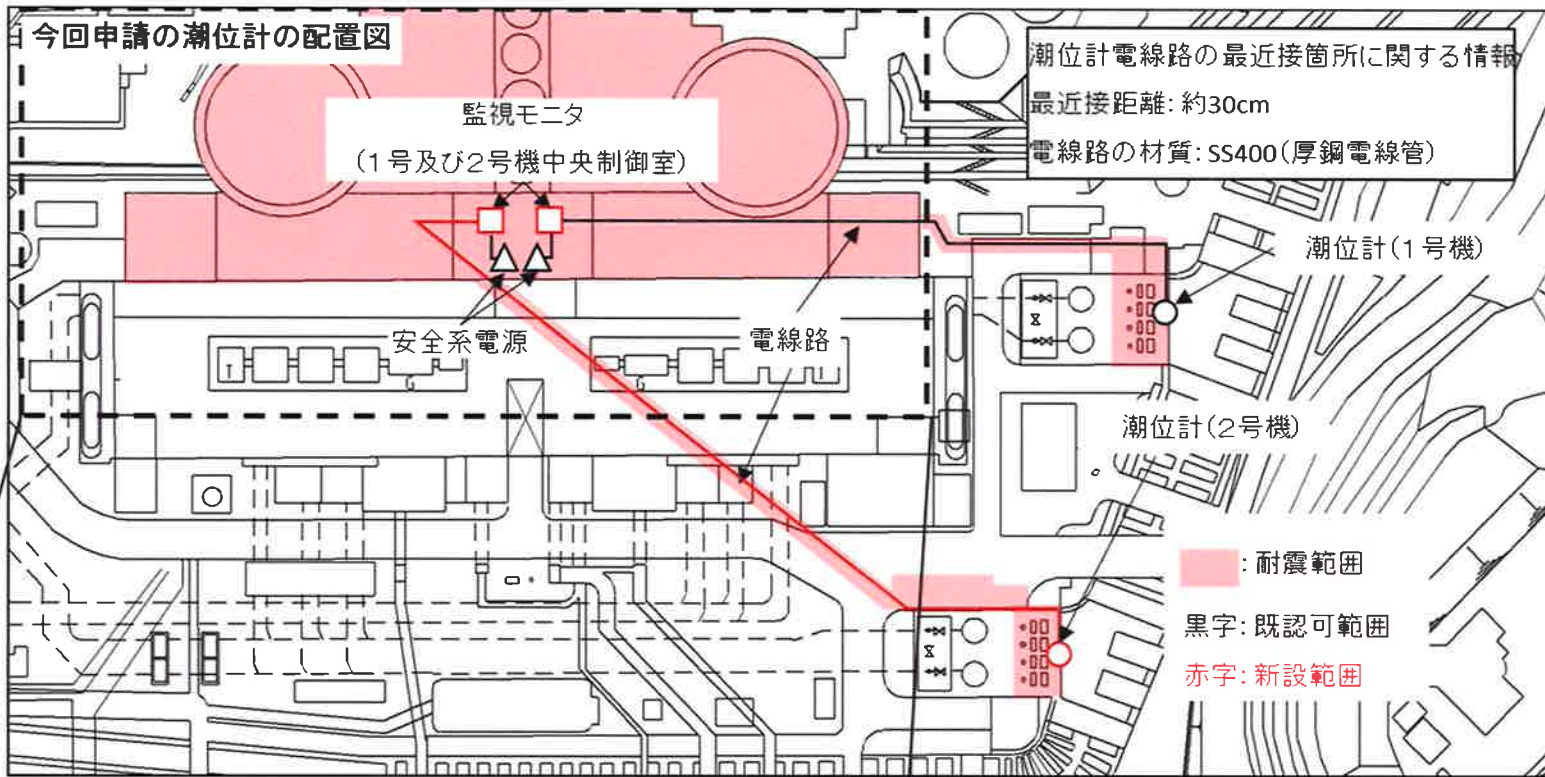 今回申請の潮位計の配置図
潮位計電線路の最近接箇所に関する情報
最近接距離: 約30cm
電線路の材質: SS400(厚鋼電線管)
監視モニタ
(1号及び2号機中央制御室)
潮位計(1号機)
安全系電源
電線路
潮位計(2号機)
:耐震範囲
黒字:既認可範囲
赤字:新設範囲